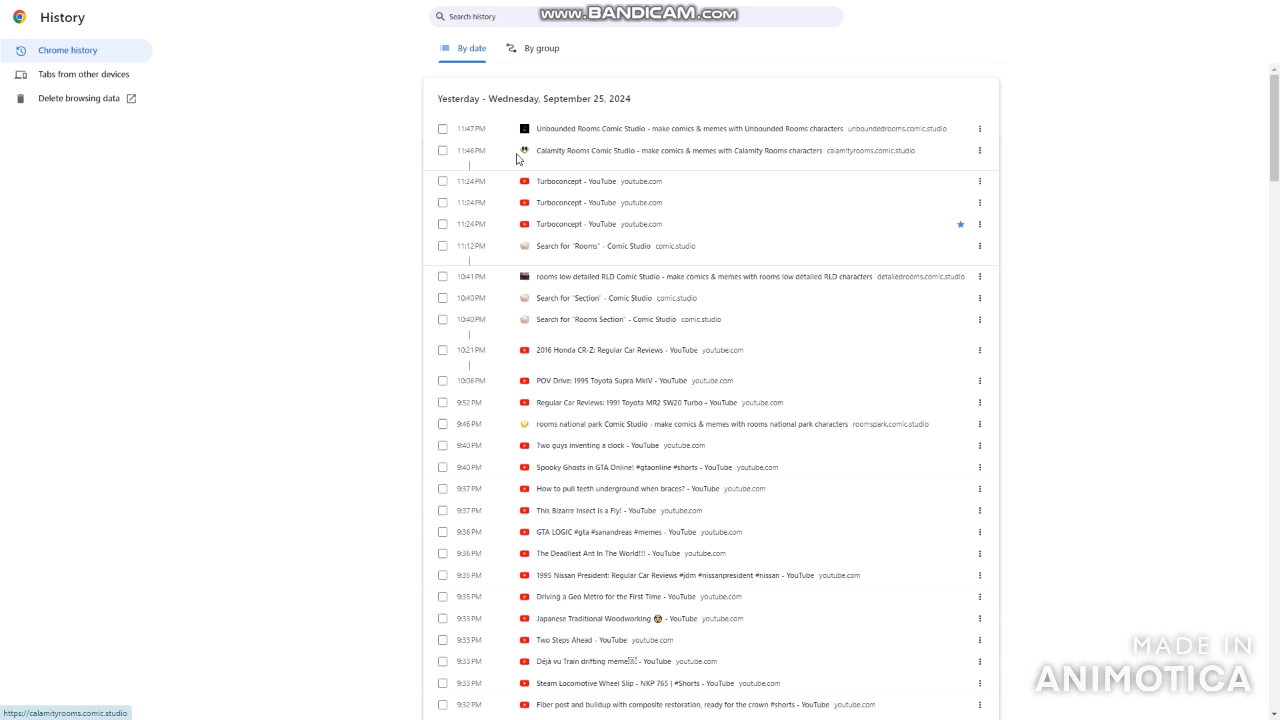 www.BANDICAM.com
History
Search history
Chrome history
Tabs from other devices
Delete browsing data
By date By group
Yesterday - Wednesday, September 25, 2024
11:47 PM Unbounded Rooms Comic Studio - make comics & memes with Unbounded Rooms characters unboundedrooms.comic.studio
11:46 PM Calamity Rooms Comic Studio - make comics & memes with Calamity Rooms characters calamityrooms.comic.studio
11:24 PM Turboconcept - YouTube youtube.com
11:24 PM Turboconcept - YouTube youtube.com
11:24 PM Turboconcept - YouTube youtube.com
11:12 PM Search for "Rooms" - Comic Studio comic.studio
10:41 PM rooms low detailed RLD Comic Studio - make comics & memes with rooms low detailed RLD characters detailedrooms.comic.studio
10:40 PM Search for "Section" - Comic Studio comic.studio
10:40 PM Search for "Rooms Section" - Comic Studio comic.studio
10:21 PM 2016 Honda CR-Z: Regular Car Reviews - YouTube youtube.com
10:06 PM POV Drive: 1995 Toyota Supra MkIV - YouTube youtube.com
9:52 PM Regular Car Reviews: 1991 Toyota MR2 SW20 Turbo - YouTube youtube.com
9:46 PM rooms national park Comic Studio - make comics & memes with rooms national park characters roomspark.comic.studio
9:40 PM Two guys inventing a clock - YouTube youtube.com
9:40 PM Spooky Ghosts in GTA Online! #gtaonline #shorts - YouTube youtube.com
9:37 PM How to pull teeth underground when braces? - YouTube youtube.com
9:37 PM This Bizarre Insect Is a Fly! - YouTube youtube.com
9:36 PM GTA LOGIC #gta #sanandreas #memes - YouTube youtube.com
9:36 PM The Deadliest Ant In The World!!! - YouTube youtube.com
9:35 PM 1995 Nissan President: Regular Car Reviews #jdm #nissanpresident #nissan - YouTube youtube.com
9:35 PM Driving a Geo Metro for the First Time - YouTube youtube.com
9:33 PM Japanese Traditional Woodworking - YouTube youtube.com
9:33 PM Two Steps Ahead - YouTube youtube.com
9:33 PM Déjà vu Train drifting meme - YouTube youtube.com
9:33 PM Steam Locomotive Wheel Slip - NKP 765 | #Shorts - YouTube youtube.com
9:32 PM Fiber post and buildup with composite restoration, ready for the crown #shorts - YouTube youtube.com
MADE IN
ANIMOTICA
https://calamityrooms.comic.studio